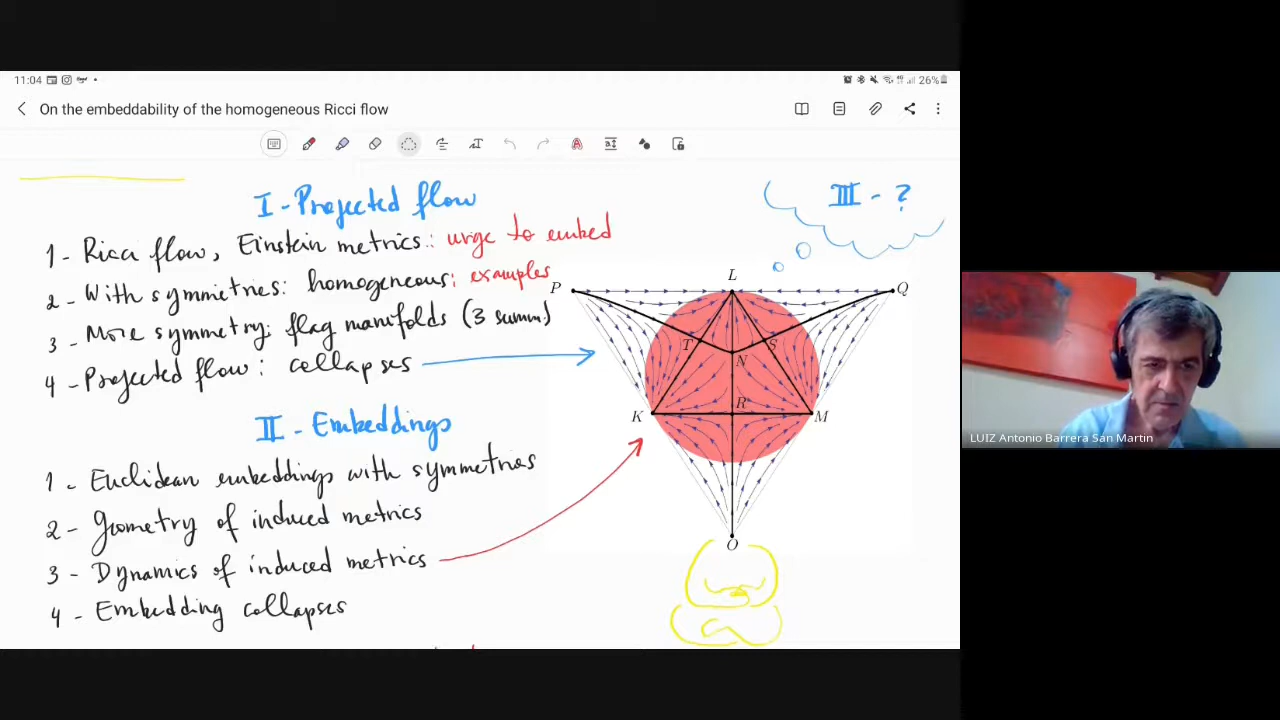 11:04
26%
On the embeddability of the homogeneous Ricci flow
I - Projected flow
III - ?
1 - Ricci flow, Einstein metrics: urge to embed
2 - With symmetries: homogeneous: examples
3 - More symmetry: flag manifolds (3 summ.)
4 - Projected flow: collapses
II - Embeddings
1 - Euclidean embeddings with symmetries
2 - Geometry of induced metrics
3 - Dynamics of induced metrics
4 - Embedding collapses
L
P
Q
T
S
N
K
R
M
O
LUIZ Antonio Barrera San Martin